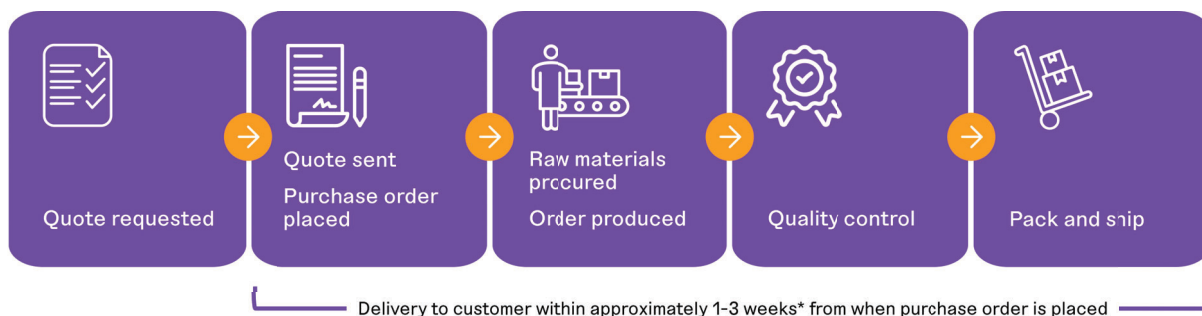 Quote requested
Quote sent
Purchase order
placed
Raw materials
procured
Order produced
Quality control
Pack and ship
Delivery to customer within approximately 1-3 weeks* from when purchase order is placed